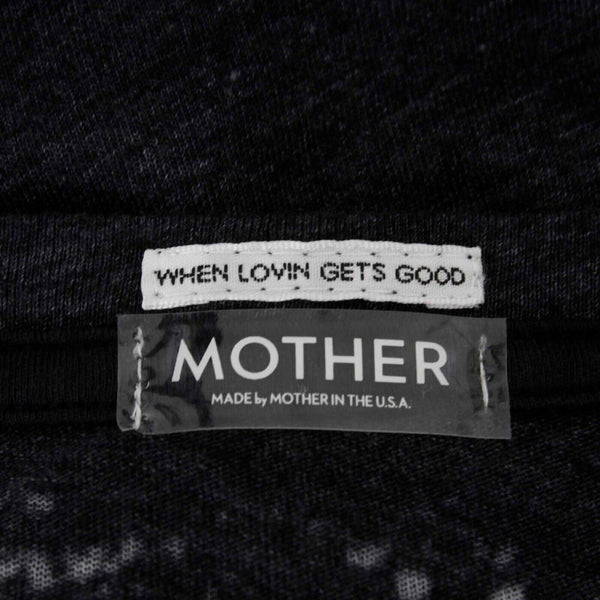 WHEN LOVIN GETS GOOD
MOTHER
MADE by MOTHER IN THE U.S.A.